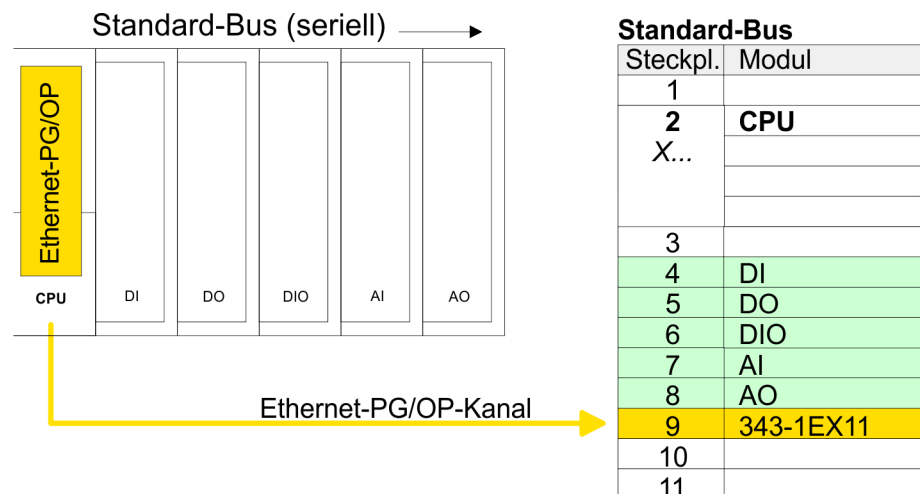 Standard-Bus (seriell)
Ethernet-PG/OP
CPU
DI
DO
DIO
AI
AO
Ethernet-PG/OP-Kanal
Standard-Bus
Steckpl. Modul
1
2 CPU
X...
3
4 DI
5 DO
6 DIO
7 AI
8 AO
9 343-1EX11
10
11